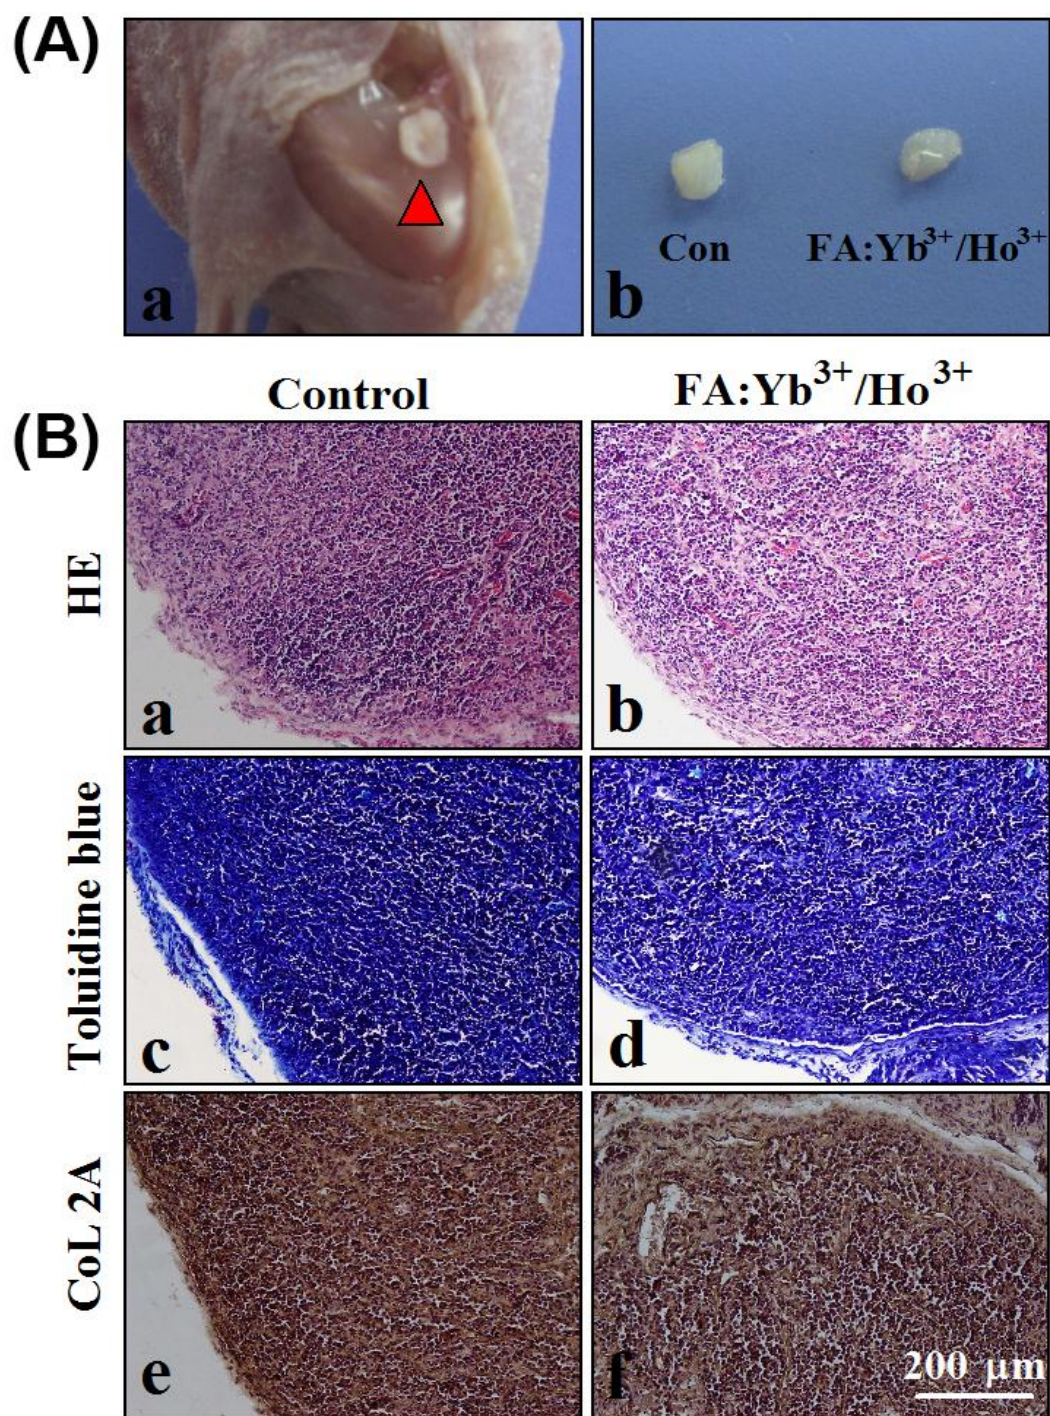 (A)
a
b
Con
FA:Yb³⁺/Ho³⁺
Control
FA:Yb³⁺/Ho³⁺
(B)
HE
a
b
Toluidine blue
c
d
CoL 2A
e
f
200 μm